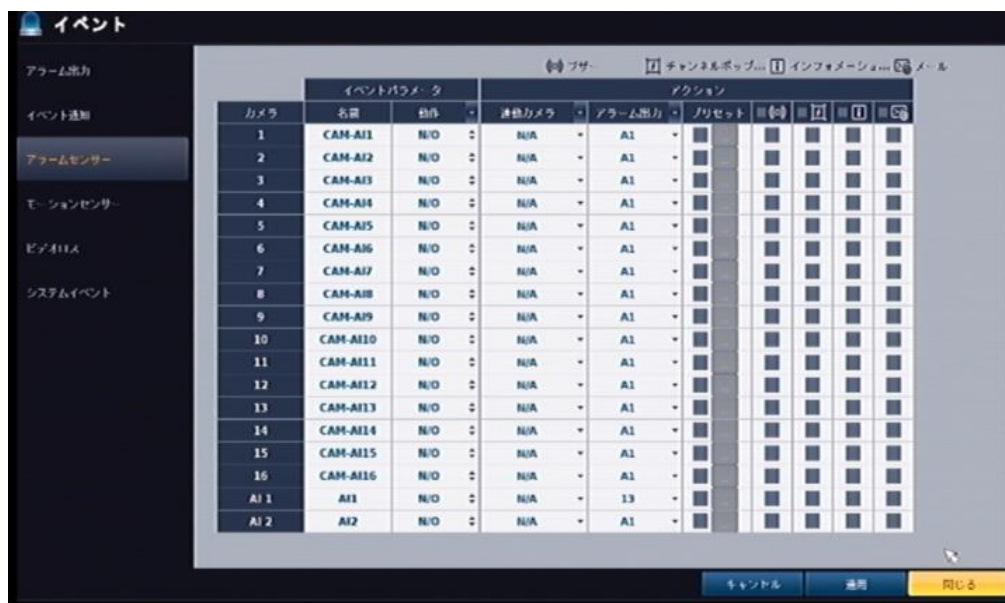 イベント
アラーム出力
イベント通知
アラームセンサー
モーションセンサー
ビデオロス
システムイベント
ブザー チャンネルポップ... インフォメーショ... メール
イベントパラメータ アクション
カメラ 名前 動作 連動カメラ アラーム出力 プリセット
1 CAM-AI1 N/O N/A A1
2 CAM-AI2 N/O N/A A1
3 CAM-AI3 N/O N/A A1
4 CAM-AI4 N/O N/A A1
5 CAM-AI5 N/O N/A A1
6 CAM-AI6 N/O N/A A1
7 CAM-AI7 N/O N/A A1
8 CAM-AI8 N/O N/A A1
9 CAM-AI9 N/O N/A A1
10 CAM-AI10 N/O N/A A1
11 CAM-AI11 N/O N/A A1
12 CAM-AI12 N/O N/A A1
13 CAM-AI13 N/O N/A A1
14 CAM-AI14 N/O N/A A1
15 CAM-AI15 N/O N/A A1
16 CAM-AI16 N/O N/A A1
AI 1 AI1 N/O N/A 13
AI 2 AI2 N/O N/A A1
キャンセル 適用 閉じる